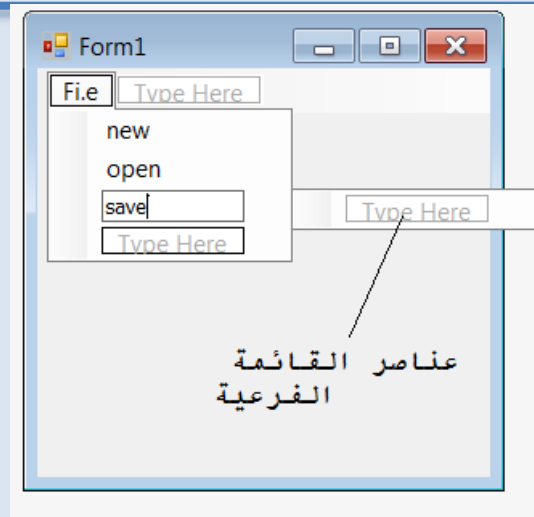 Form1
Fi.e Type Here
new
open
save
Type Here
Type Here
عناصر القائمة
الفرعية